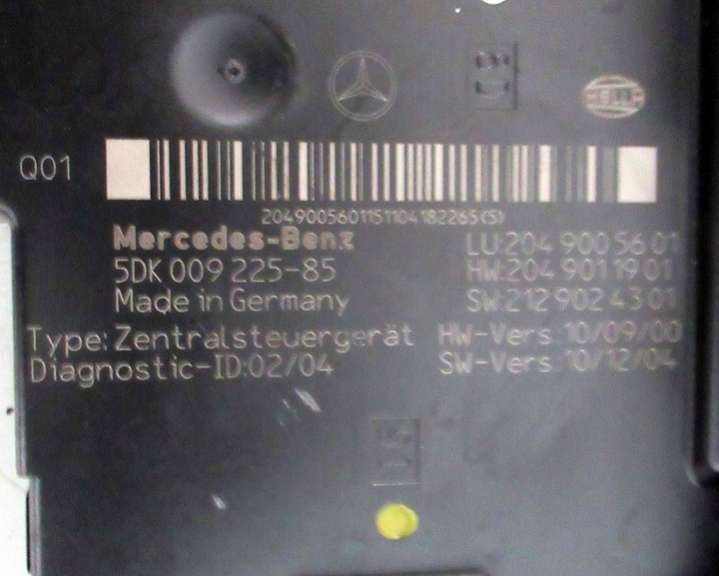 HELLA
Q01
2049005601151104182265(S)
Mercedes-Benz LU:204 900 56 01
5DK 009 225-85 HW:204 901 19 01
Made in Germany SW:212 902 43 01
Type: Zentralsteuergerät HW-Vers.:10/09/00
Diagnostic-ID:02/04 SW-Vers.:10/12/04